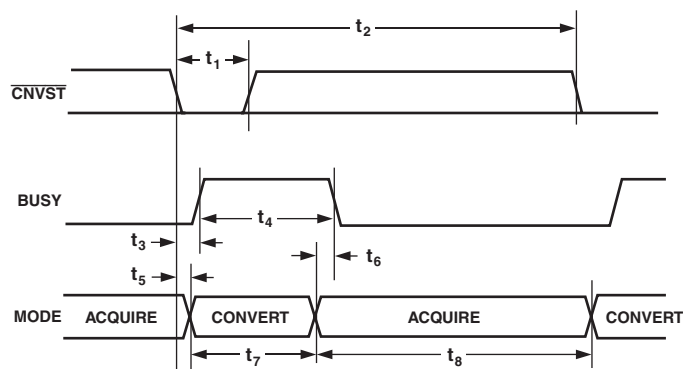 t2
t1
CNVST
BUSY
t4
t3
t6
t5
MODE
ACQUIRE
CONVERT
ACQUIRE
CONVERT
t7
t8